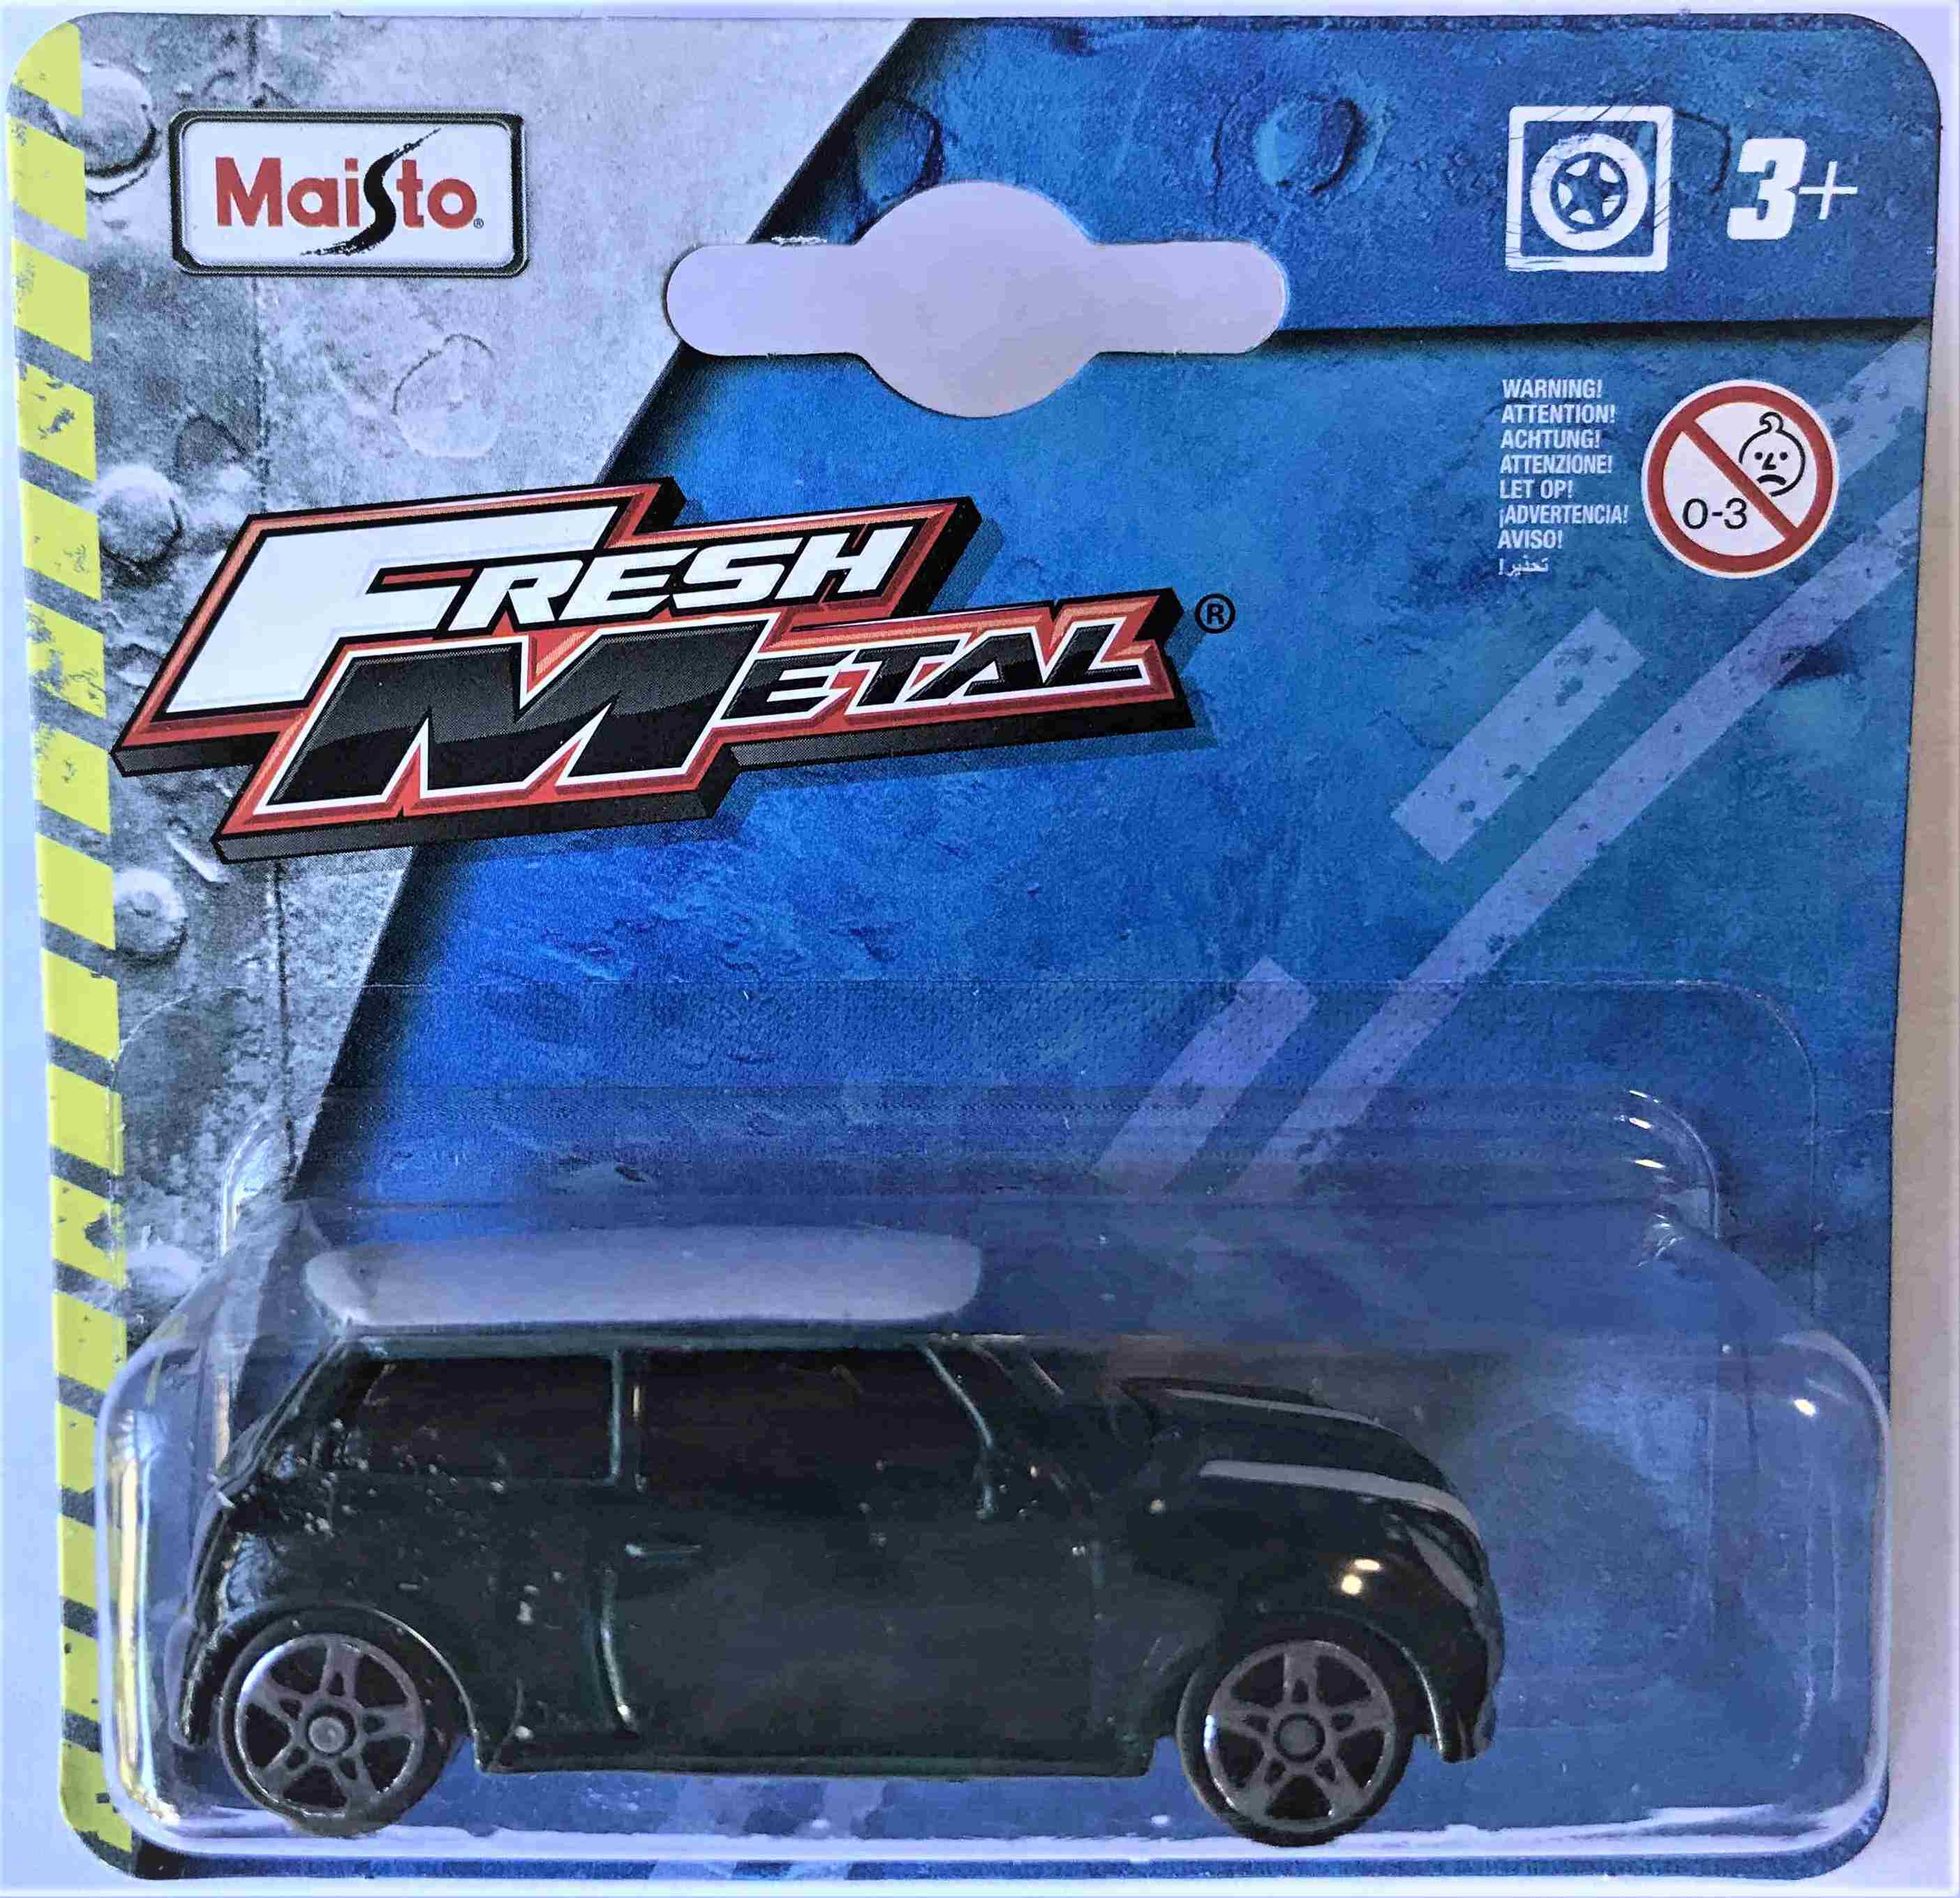 Maisto®
3+
WARNING!
ATTENTION!
ACHTUNG!
ATTENZIONE!
LET OP!
¡ADVERTENCIA!
AVISO!
تحذير!
0-3
FRESH
METAL®